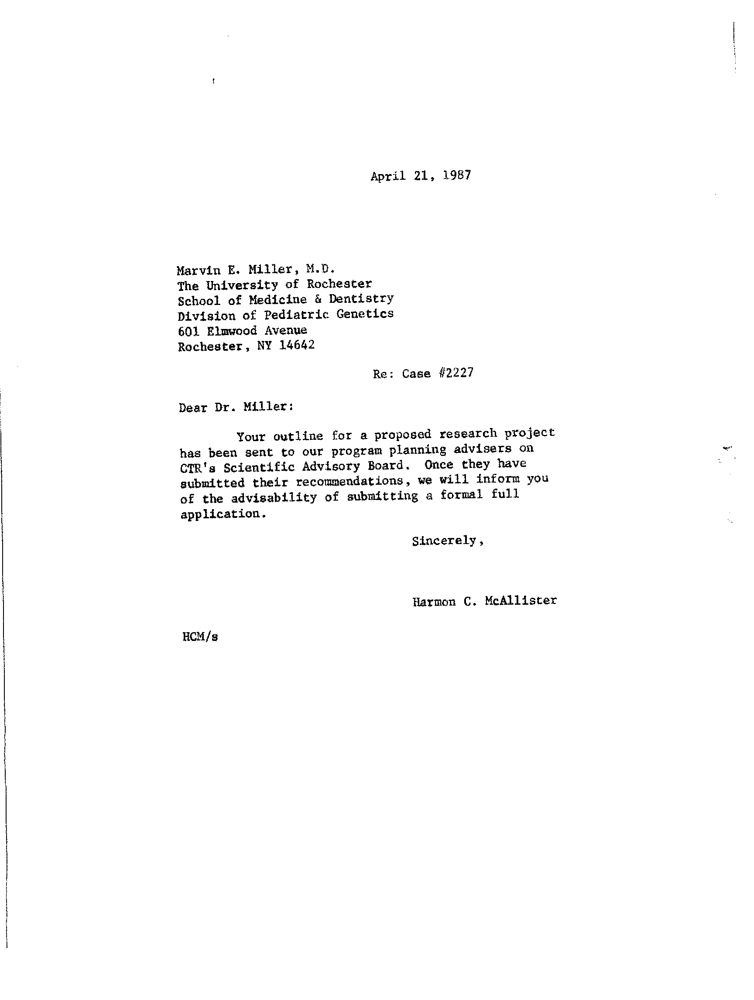 April 21, 1987
Marvin E. Miller, M.D.
The University of Rochester
School of Medicine & Dentistry
Division of Pediatric Genetics
601 Elmwood Avenue
Rochester, NY 14642
Re: Case #2227
Dear Dr. Miller:
Your outline for a proposed research project
has been sent to our program planning advisers on
CTR's Scientific Advisory Board. Once they have
submitted their recommendations, we will inform you
of the advisability of submitting a formal full
application.
Sincerely,
Harmon C. McAllister
HCM/s